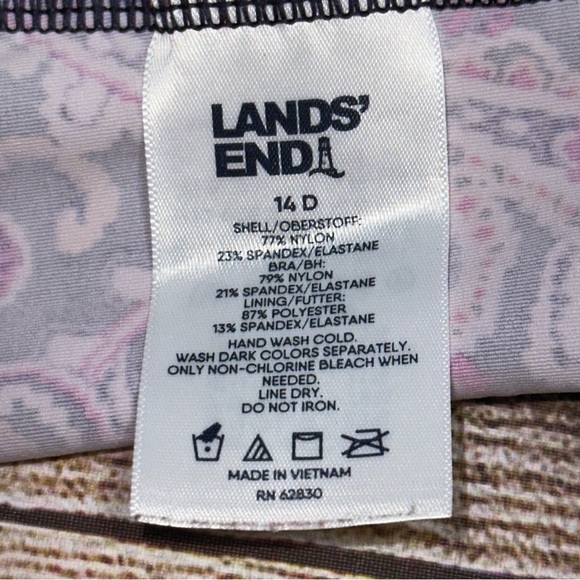 LANDS'
END
14 D
SHELL/OBERSTOFF:
77% NYLON
23% SPANDEX/ELASTANE
BRA/BH:
79% NYLON
21% SPANDEX/ELASTANE
LINING/FUTTER:
87% POLYESTER
13% SPANDEX/ELASTANE
HAND WASH COLD.
WASH DARK COLORS SEPARATELY.
ONLY NON-CHLORINE BLEACH WHEN
NEEDED.
LINE DRY.
DO NOT IRON.
MADE IN VIETNAM
RN 62830